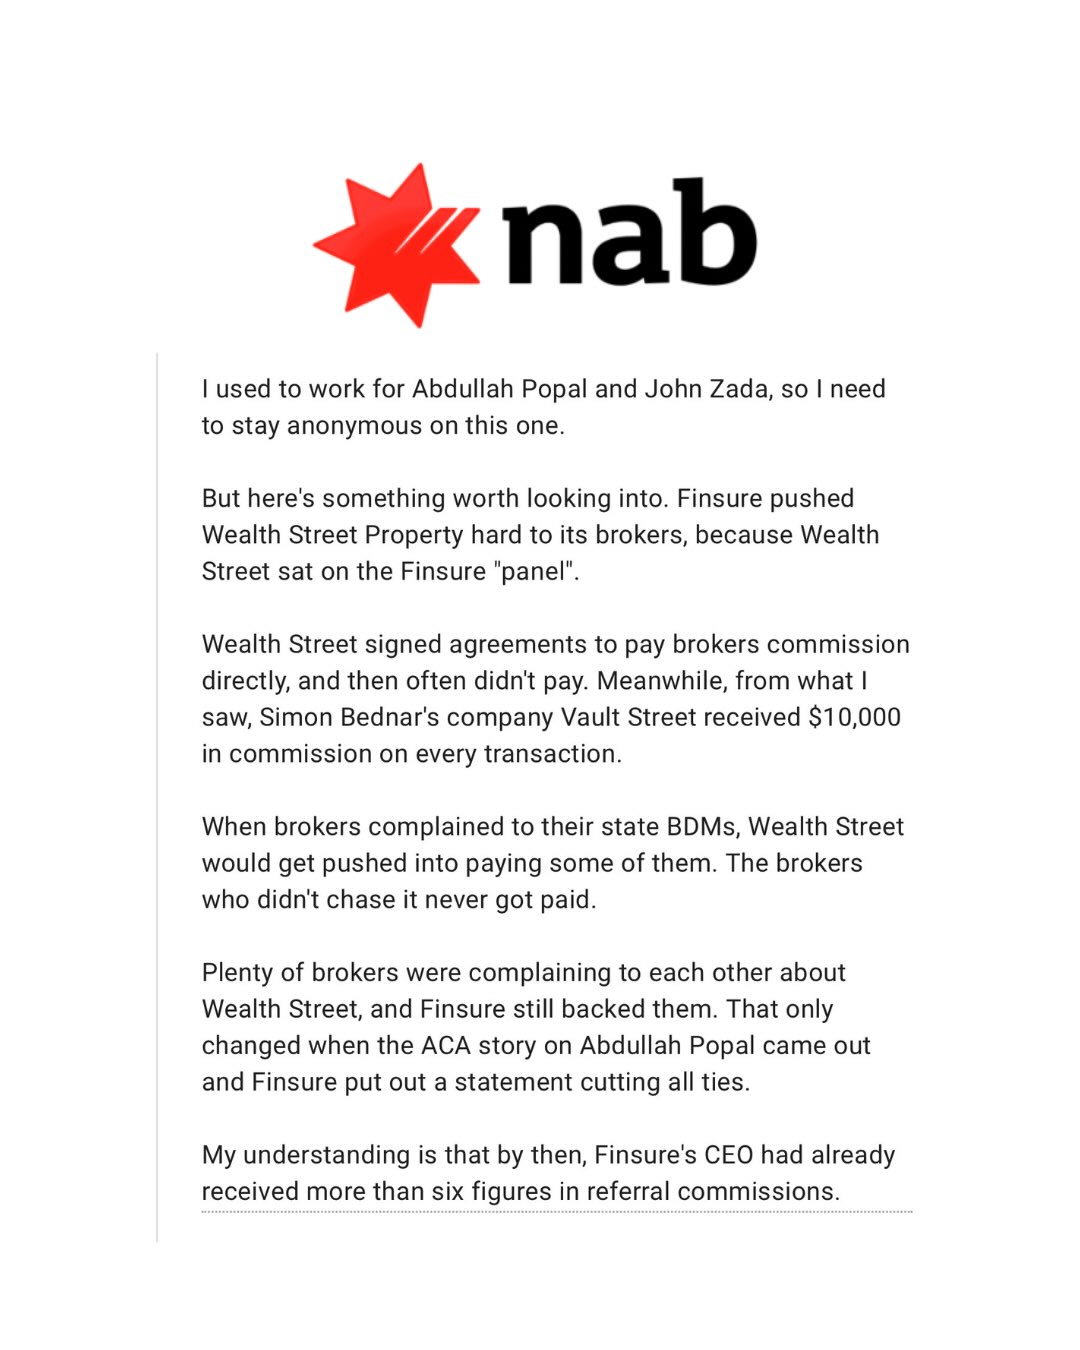 nab
I used to work for Abdullah Popal and John Zada, so I need
to stay anonymous on this one.
But here's something worth looking into. Finsure pushed
Wealth Street Property hard to its brokers, because Wealth
Street sat on the Finsure "panel".
Wealth Street signed agreements to pay brokers commission
directly, and then often didn't pay. Meanwhile, from what I
saw, Simon Bednar's company Vault Street received $10,000
in commission on every transaction.
When brokers complained to their state BDMs, Wealth Street
would get pushed into paying some of them. The brokers
who didn't chase it never got paid.
Plenty of brokers were complaining to each other about
Wealth Street, and Finsure still backed them. That only
changed when the ACA story on Abdullah Popal came out
and Finsure put out a statement cutting all ties.
My understanding is that by then, Finsure's CEO had already
received more than six figures in referral commissions.